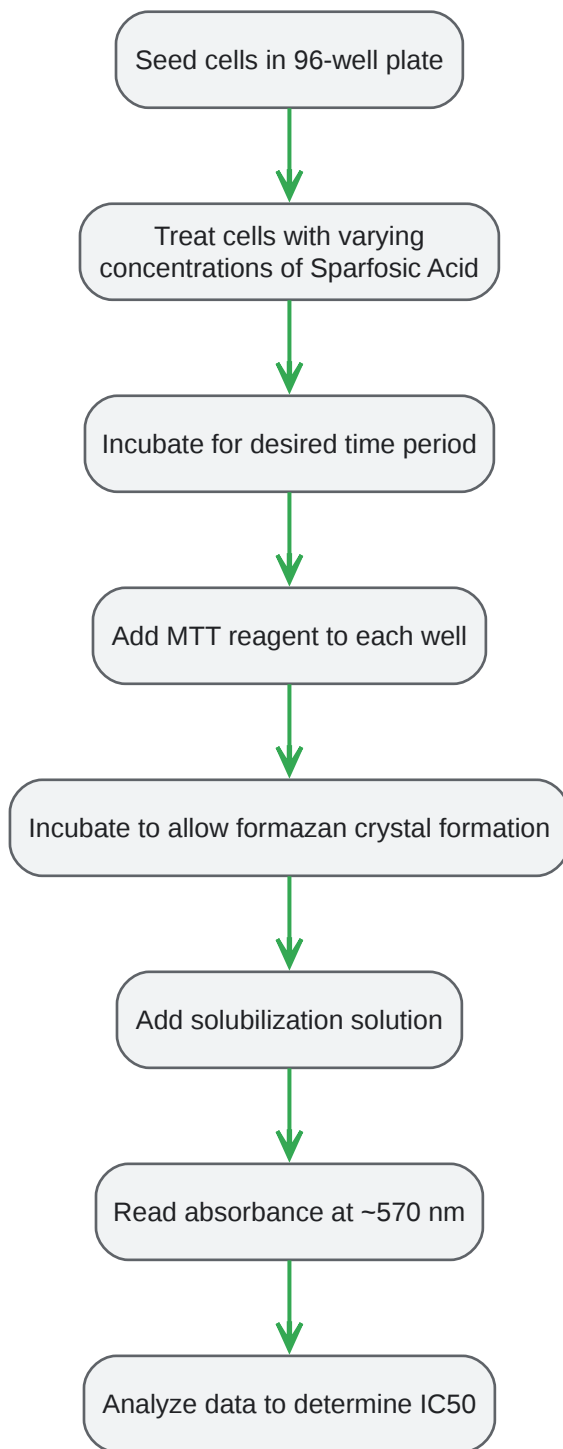 Seed cells in 96-well plate
Treat cells with varying
concentrations of Sparfosic Acid
Incubate for desired time period
Add MTT reagent to each well
Incubate to allow formazan crystal formation
Add solubilization solution
Read absorbance at ~570 nm
Analyze data to determine IC50